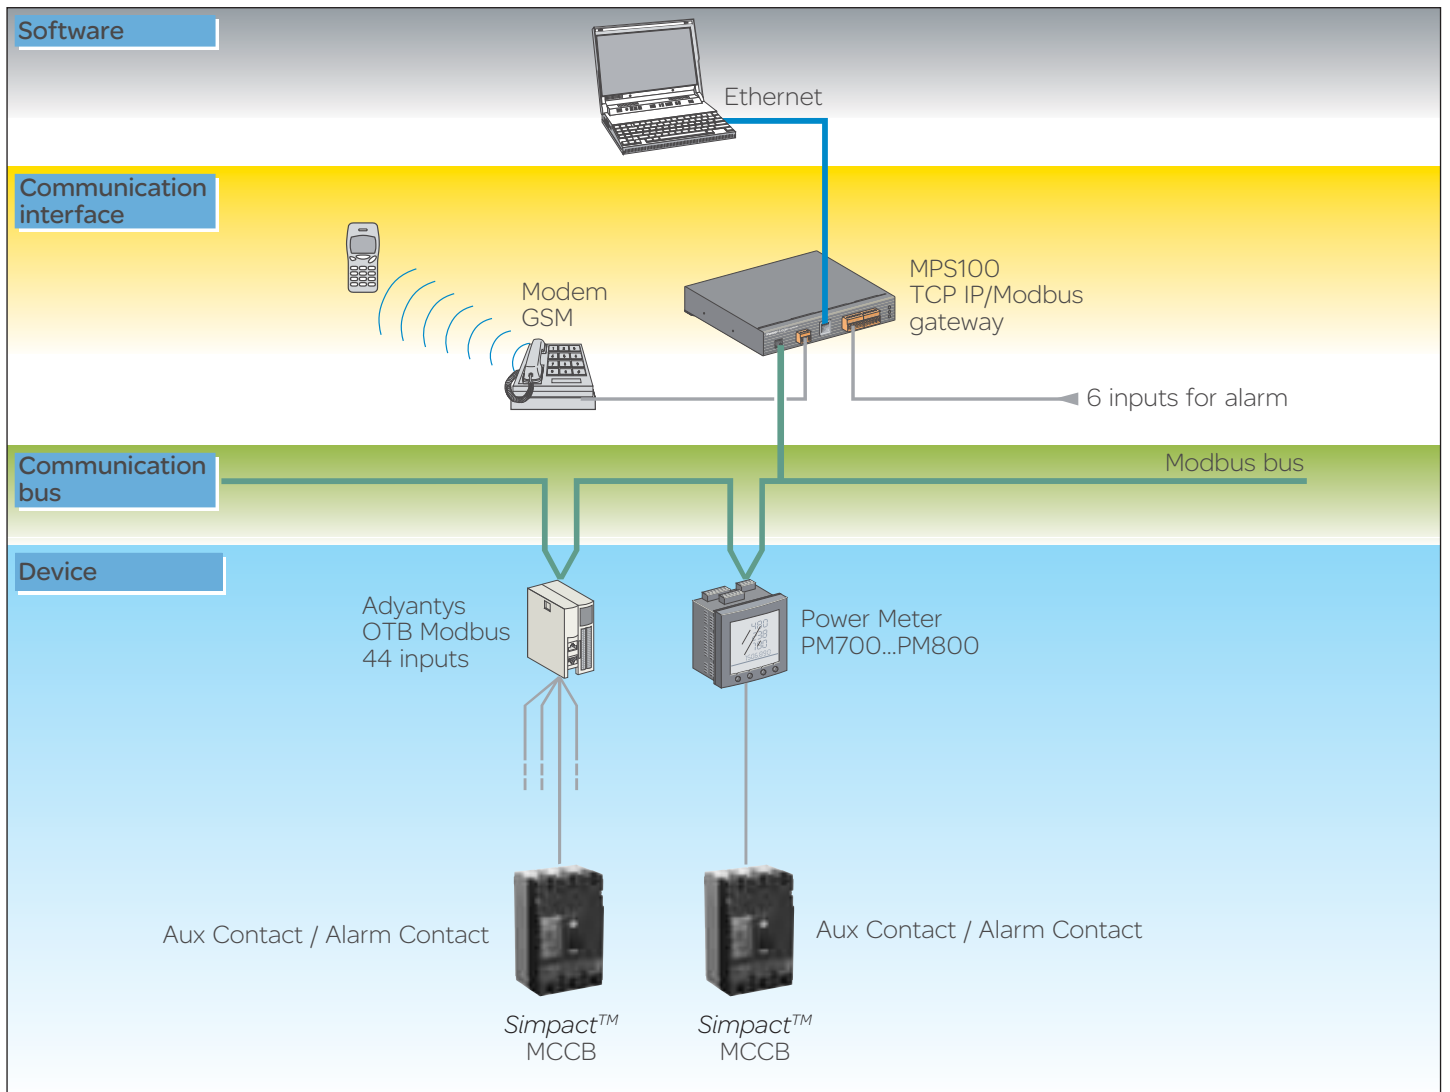 Software
Ethernet
Communication
interface
Modem
GSM
MPS100
TCP IP/Modbus
gateway
6 inputs for alarm
Communication
bus
Modbus bus
Device
Adyantys
OTB Modbus
44 inputs
Power Meter
PM700...PM800
Aux Contact / Alarm Contact
Aux Contact / Alarm Contact
Simpact™
MCCB
Simpact™
MCCB